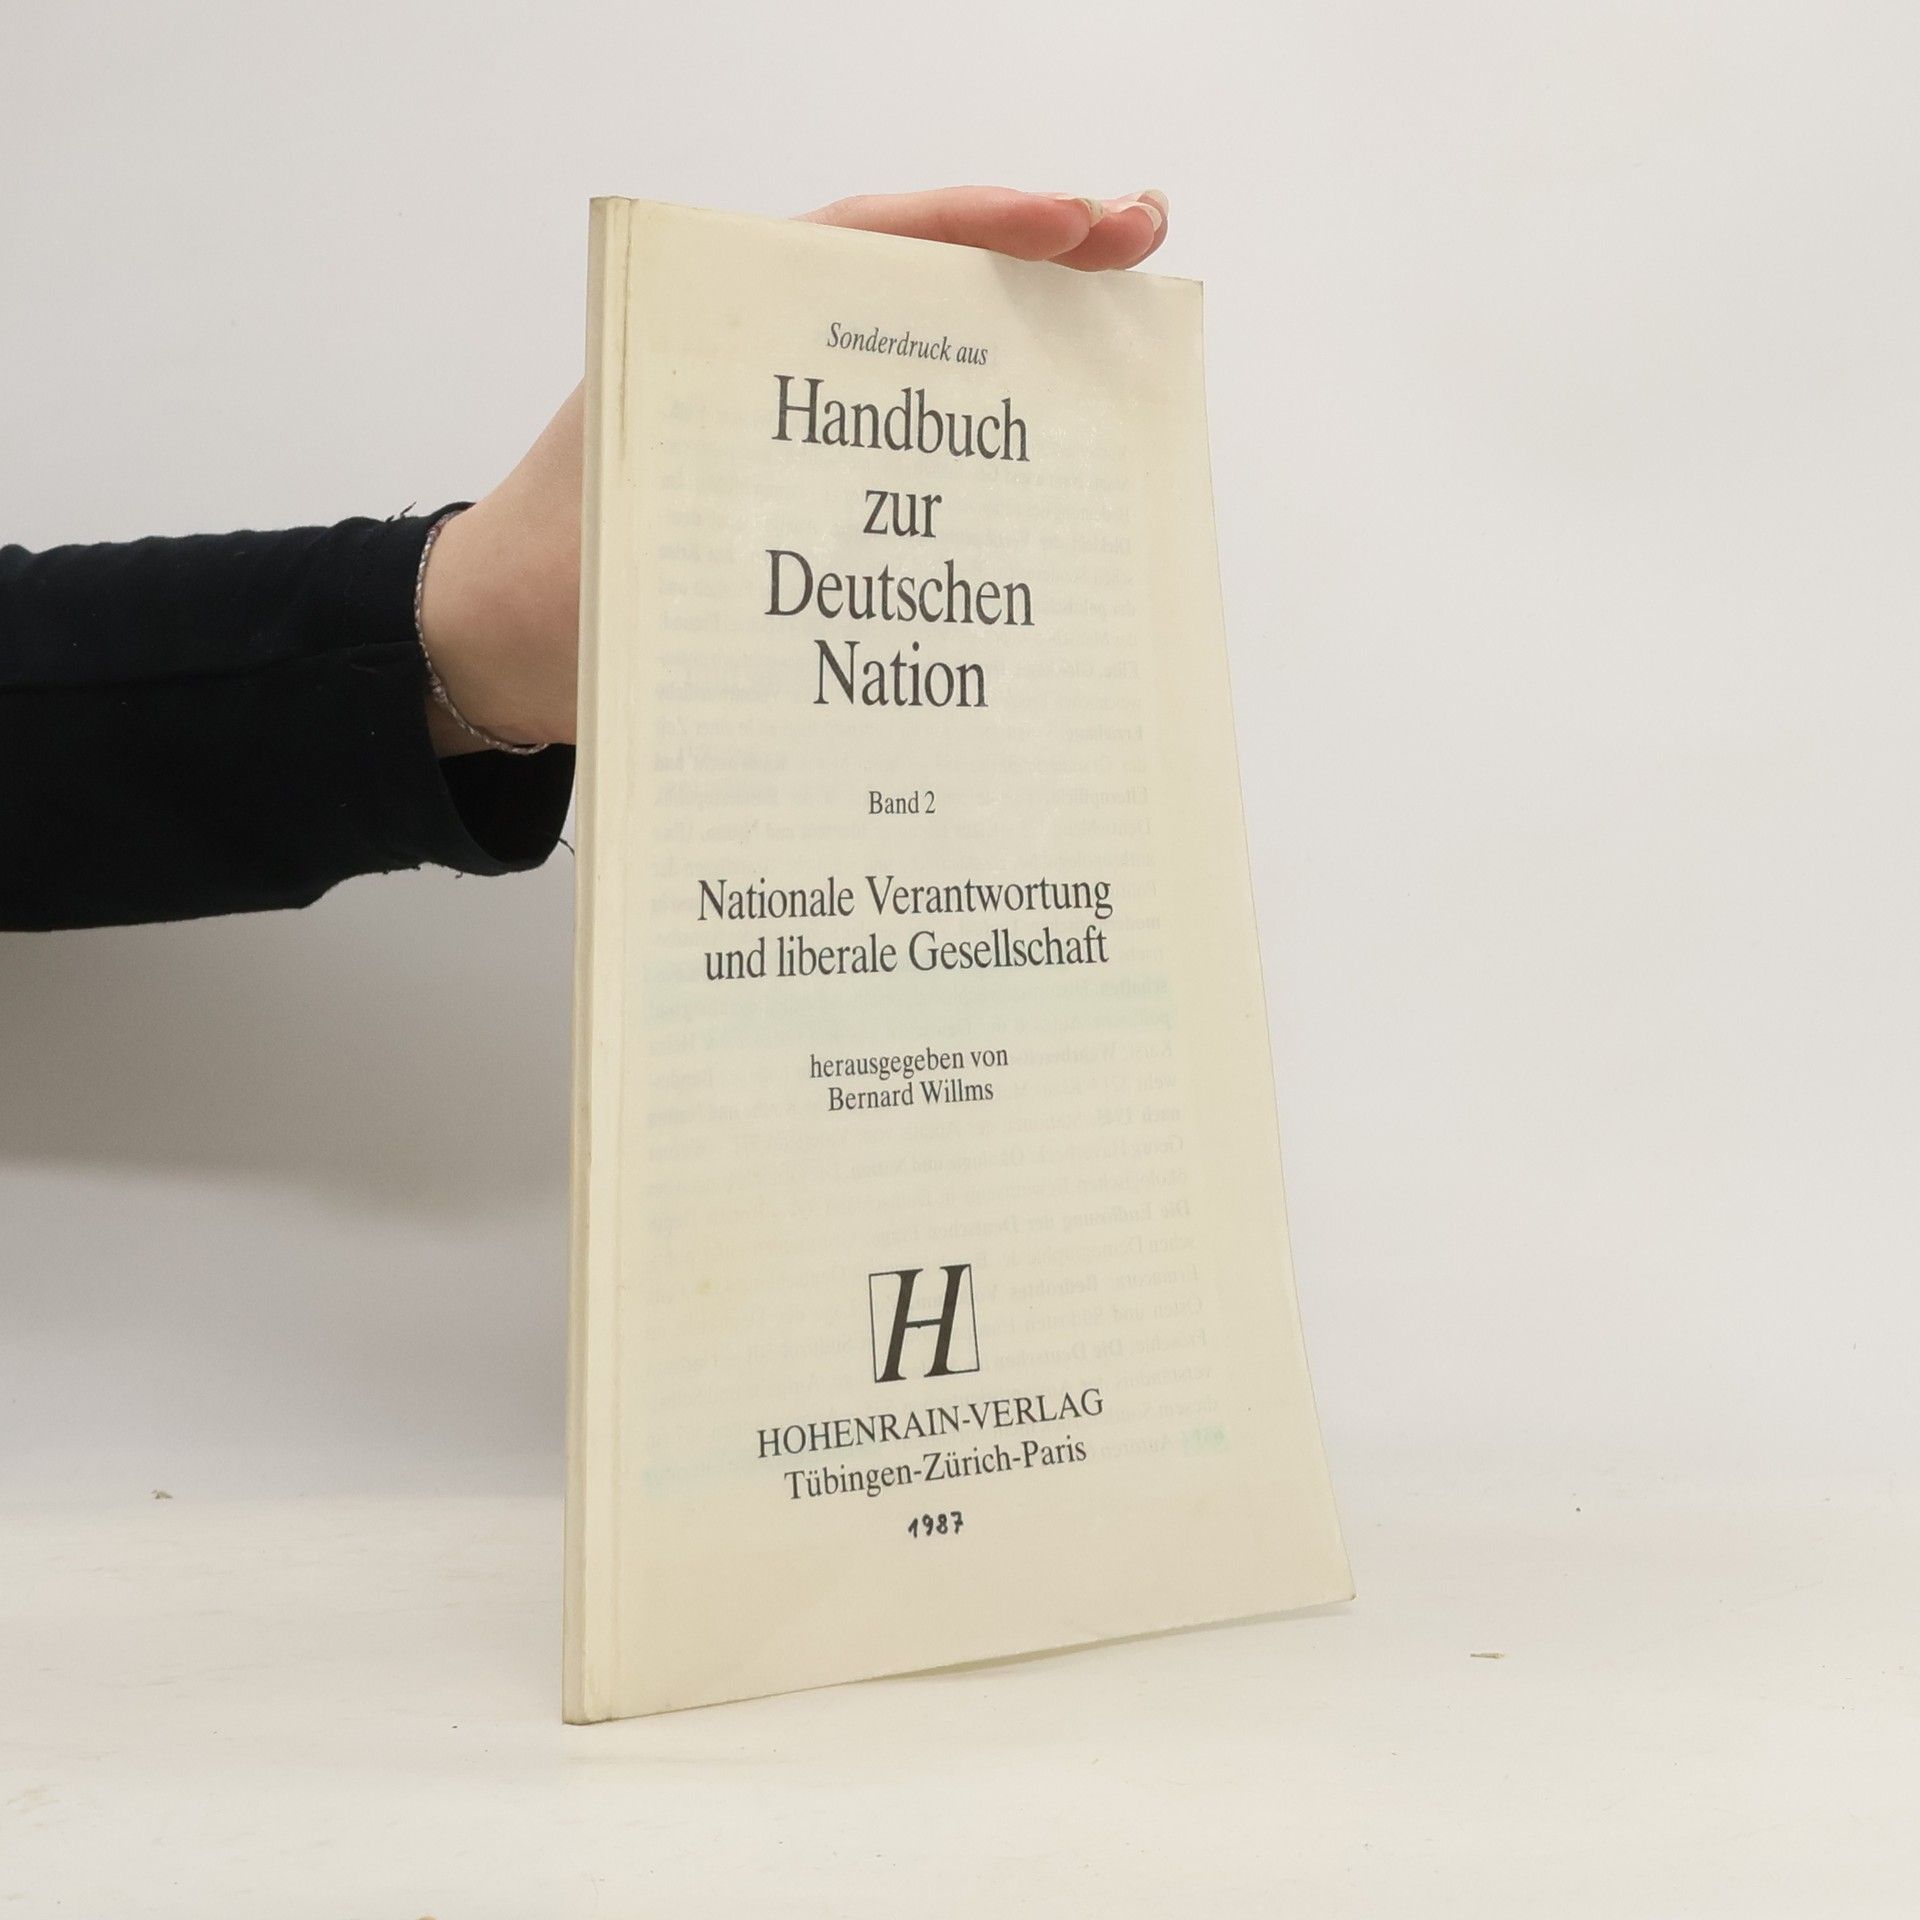 Sonderdruck aus
Handbuch
zur
Deutschen
Nation
Band 2
Nationale Verantwortung
und liberale Gesellschaft
herausgegeben von
Bernard Willms
H
HOHENRAIN-VERLAG
Tübingen-Zürich-Paris
1987